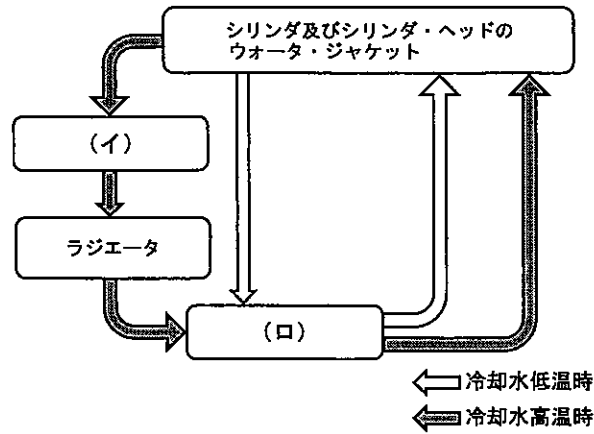 シリンダ及びシリンダ・ヘッドの
ウォータ・ジャケット
(イ)
ラジエータ
(ロ)
冷却水低温時
冷却水高温時